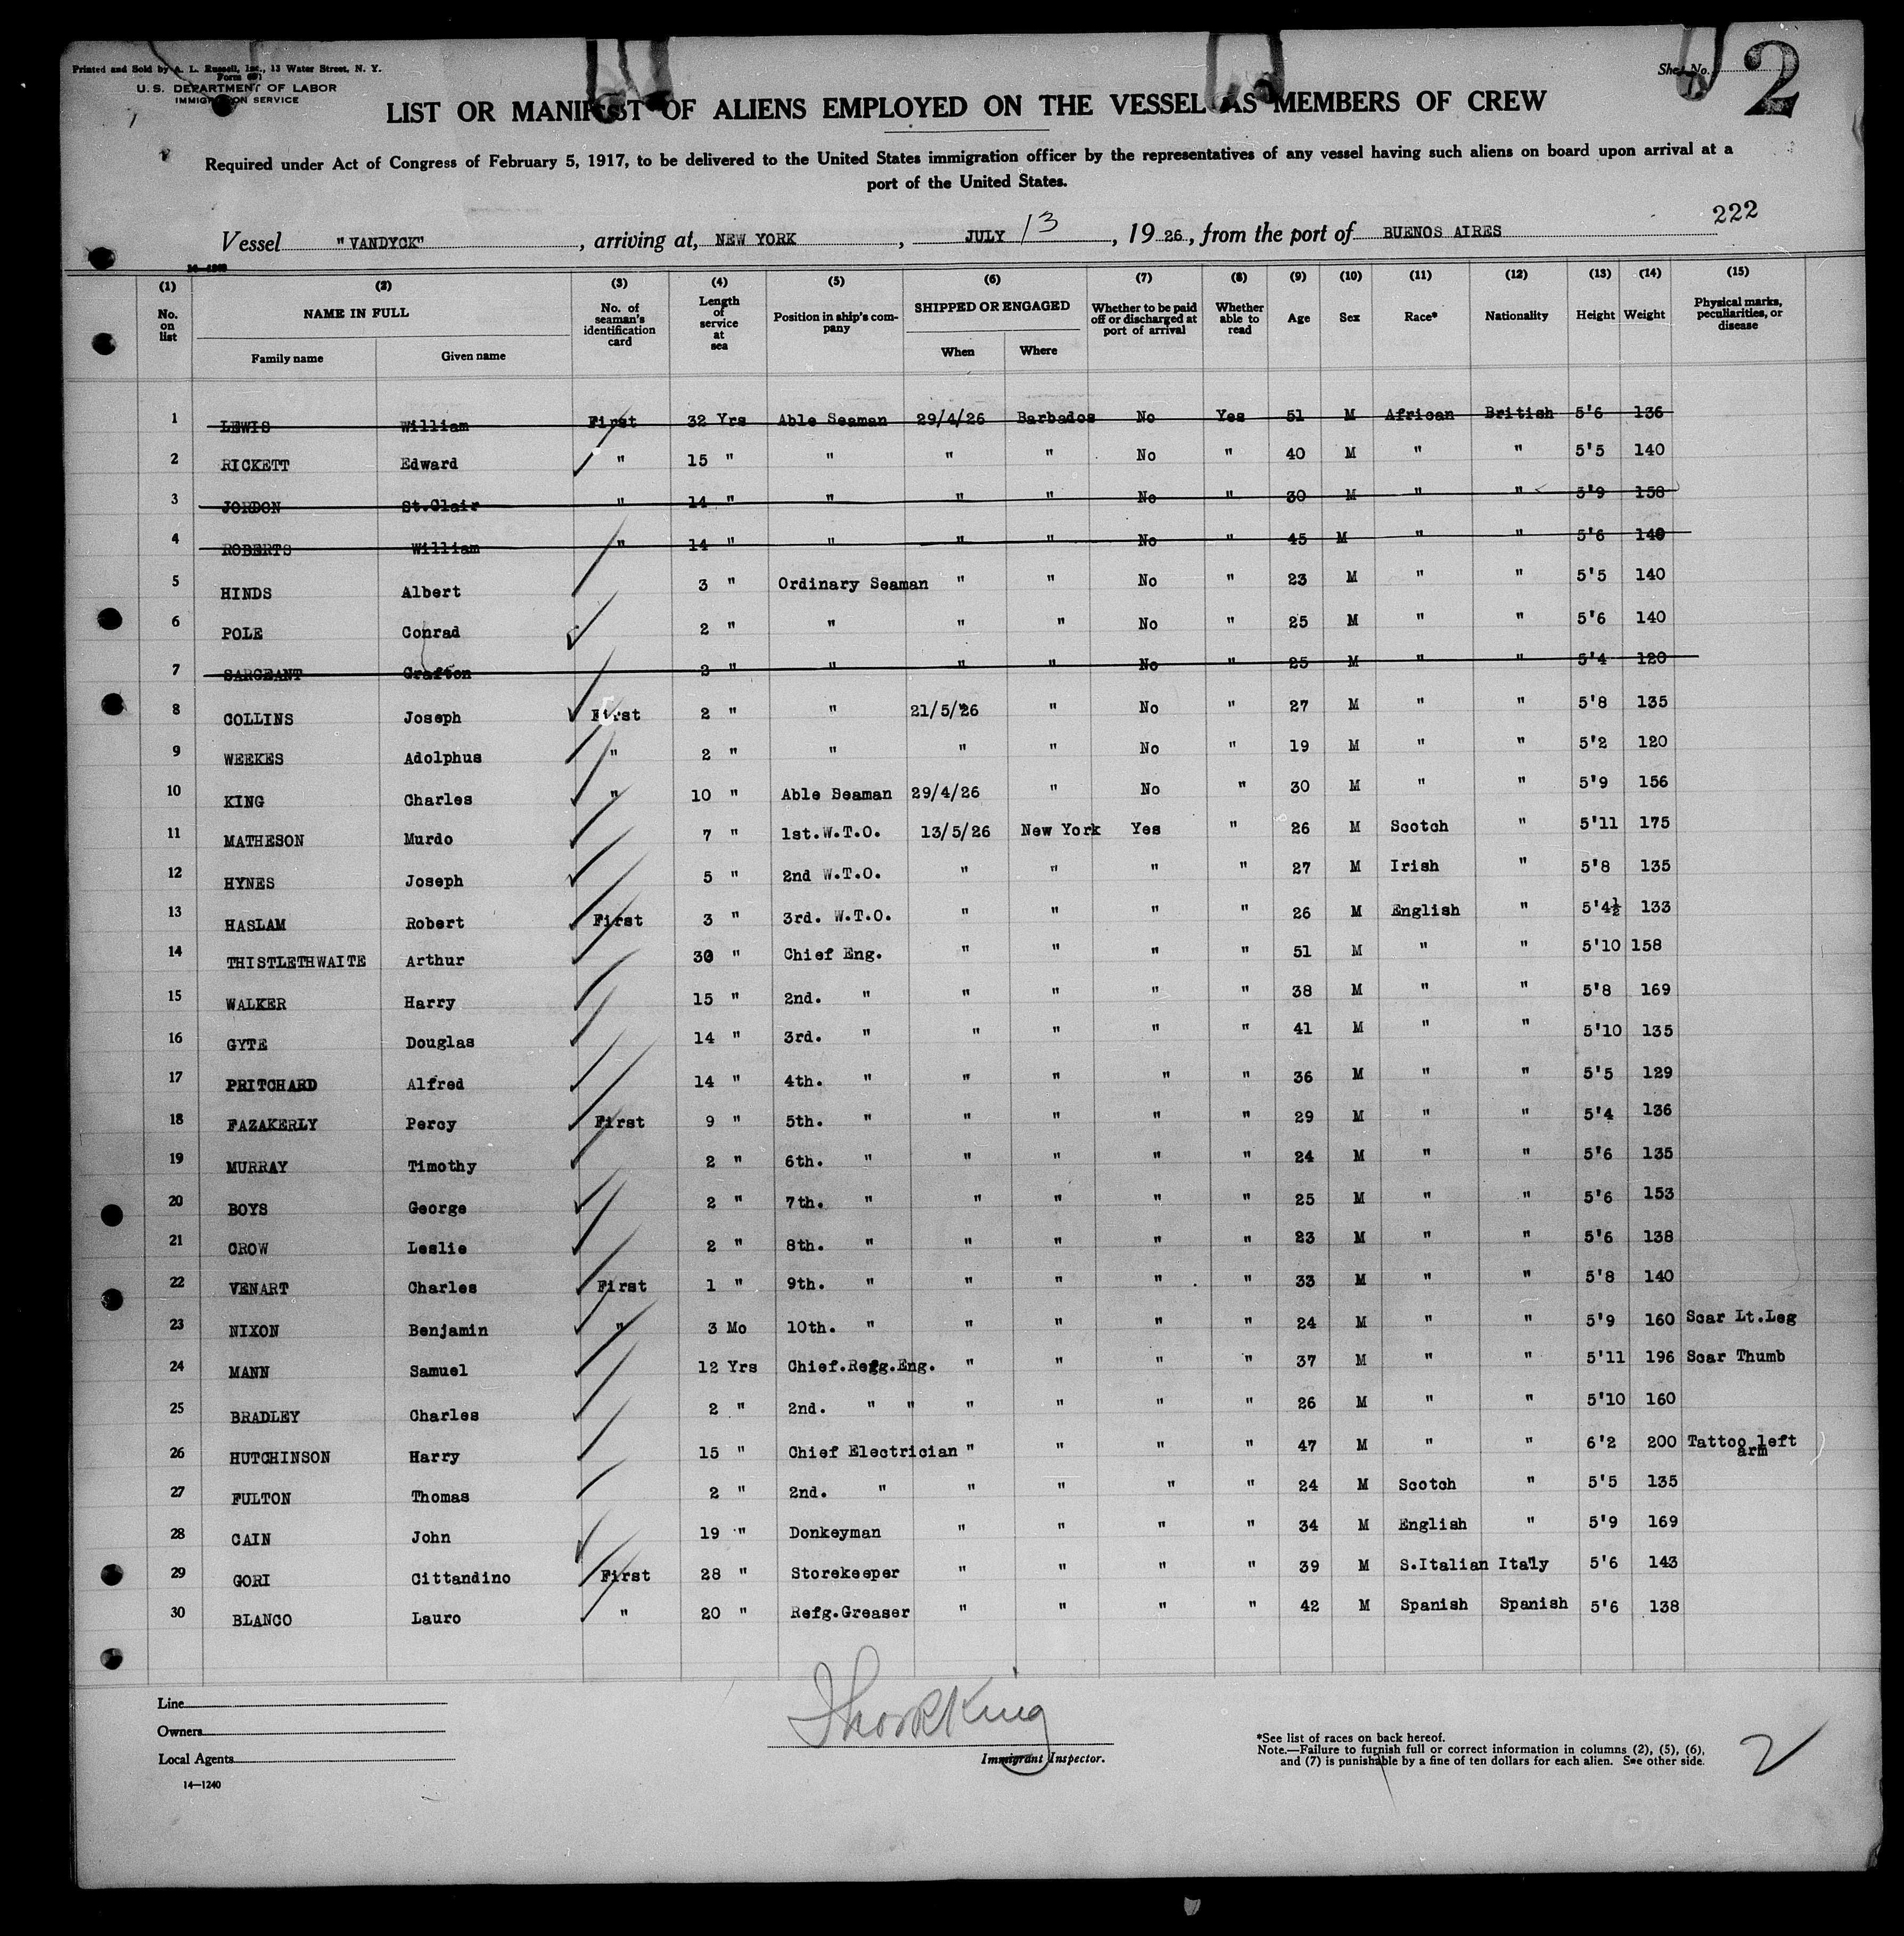 Printed and Sold by A. L. Russell, Inc., 13 Water Street, N. Y.
Form 691
U. S. DEPARTMENT OF LABOR
IMMIGRATION SERVICE
Sheet No.
2
LIST OR MANIFEST OF ALIENS EMPLOYED ON THE VESSEL AS MEMBERS OF CREW
Required under Act of Congress of February 5, 1917, to be delivered to the United States immigration officer by the representatives of any vessel having such aliens on board upon arrival at a
port of the United States.
222
Vessel "VANDYCK", arriving at, NEW YORK, JULY 13, 1926, from the port of BUENOS AIRES
14—1240
(1) (2) (3) (4) (5) (6) (7) (8) (9) (10) (11) (12) (13) (14) (15)
No. on list NAME IN FULL Family name Given name No. of seaman's identification card Length of service at sea Position in ship's company SHIPPED OR ENGAGED When Where Whether to be paid off or discharged at port of arrival Whether able to read Age Sex Race* Nationality Height Weight Physical marks, peculiarities, or disease
1 LEWIS William First 32 Yrs Able Seaman 29/4/26 Barbados No Yes 51 M African British 5'6 136
2 RICKETT Edward " 15 " " " " No " 40 M " " 5'5 140
3 JORDON St.Clair " 14 " " " " No " 30 M " " 5'9 158
4 ROBERTS William " 14 " " " " No " 45 M " " 5'6 140
5 HINDS Albert 3 " Ordinary Seaman " " No " 23 M " " 5'5 140
6 POLE Conrad 2 " " " " No " 25 M " " 5'6 140
7 SARGEANT Grafton 2 " " " " No " 25 M " " 5'4 120
8 COLLINS Joseph First 2 " " 21/5/26 " No " 27 M " " 5'8 135
9 WEEKES Adolphus " 2 " " " " No " 19 M " " 5'2 120
10 KING Charles " 10 " Able Seaman 29/4/26 " No " 30 M " " 5'9 156
11 MATHESON Murdo 7 " 1st.W.T.O. 13/5/26 New York Yes " 26 M Scotch " 5'11 175
12 HYNES Joseph 5 " 2nd W.T.O. " " " " 27 M Irish " 5'8 135
13 HASLAM Robert First 3 " 3rd. W.T.O. " " " " 26 M English " 5'4½ 133
14 THISTLETHWAITE Arthur 30 " Chief Eng. " " " " 51 M " " 5'10 158
15 WALKER Harry 15 " 2nd. " " " " " 38 M " " 5'8 169
16 GYTE Douglas 14 " 3rd. " " " " " 41 M " " 5'10 135
17 PRITCHARD Alfred 14 " 4th. " " " " " 36 M " " 5'5 129
18 FAZAKERLY Percy First 9 " 5th. " " " " " 29 M " " 5'4 136
19 MURRAY Timothy 2 " 6th. " " " " " 24 M " " 5'6 135
20 BOYS George 2 " 7th. " " " " " 25 M " " 5'6 153
21 CROW Leslie 2 " 8th. " " " " " 23 M " " 5'6 138
22 VENART Charles First 1 " 9th. " " " " " 33 M " " 5'8 140
23 NIXON Benjamin " 3 Mo 10th. " " " " " 24 M " " 5'9 160 Scar Lt.Leg
24 MANN Samuel 12 Yrs Chief.Refg.Eng. " " " " 37 M " " 5'11 196 Scar Thumb
25 BRADLEY Charles 2 " 2nd. " " " " " " 26 M " " 5'10 160
26 HUTCHINSON Harry 15 " Chief Electrician " " " " 47 M " " 6'2 200 Tattoo left arm
27 FULTON Thomas 2 " 2nd. " " " " " 24 M Scotch " 5'5 135
28 CAIN John 19 " Donkeyman " " " " 34 M English " 5'9 169
29 GORI Cittandino First 28 " Storekeeper " " " " 39 M S.Italian Italy 5'6 143
30 BLANCO Lauro " 20 " Refg.Greaser " " " " 42 M Spanish Spanish 5'6 138
Line
Owners
Local Agents
14—1240
King
Immigrant Inspector.
*See list of races on back hereof.
Note.—Failure to furnish full or correct information in columns (2), (5), (6),
and (7) is punishable by a fine of ten dollars for each alien. See other side.
2